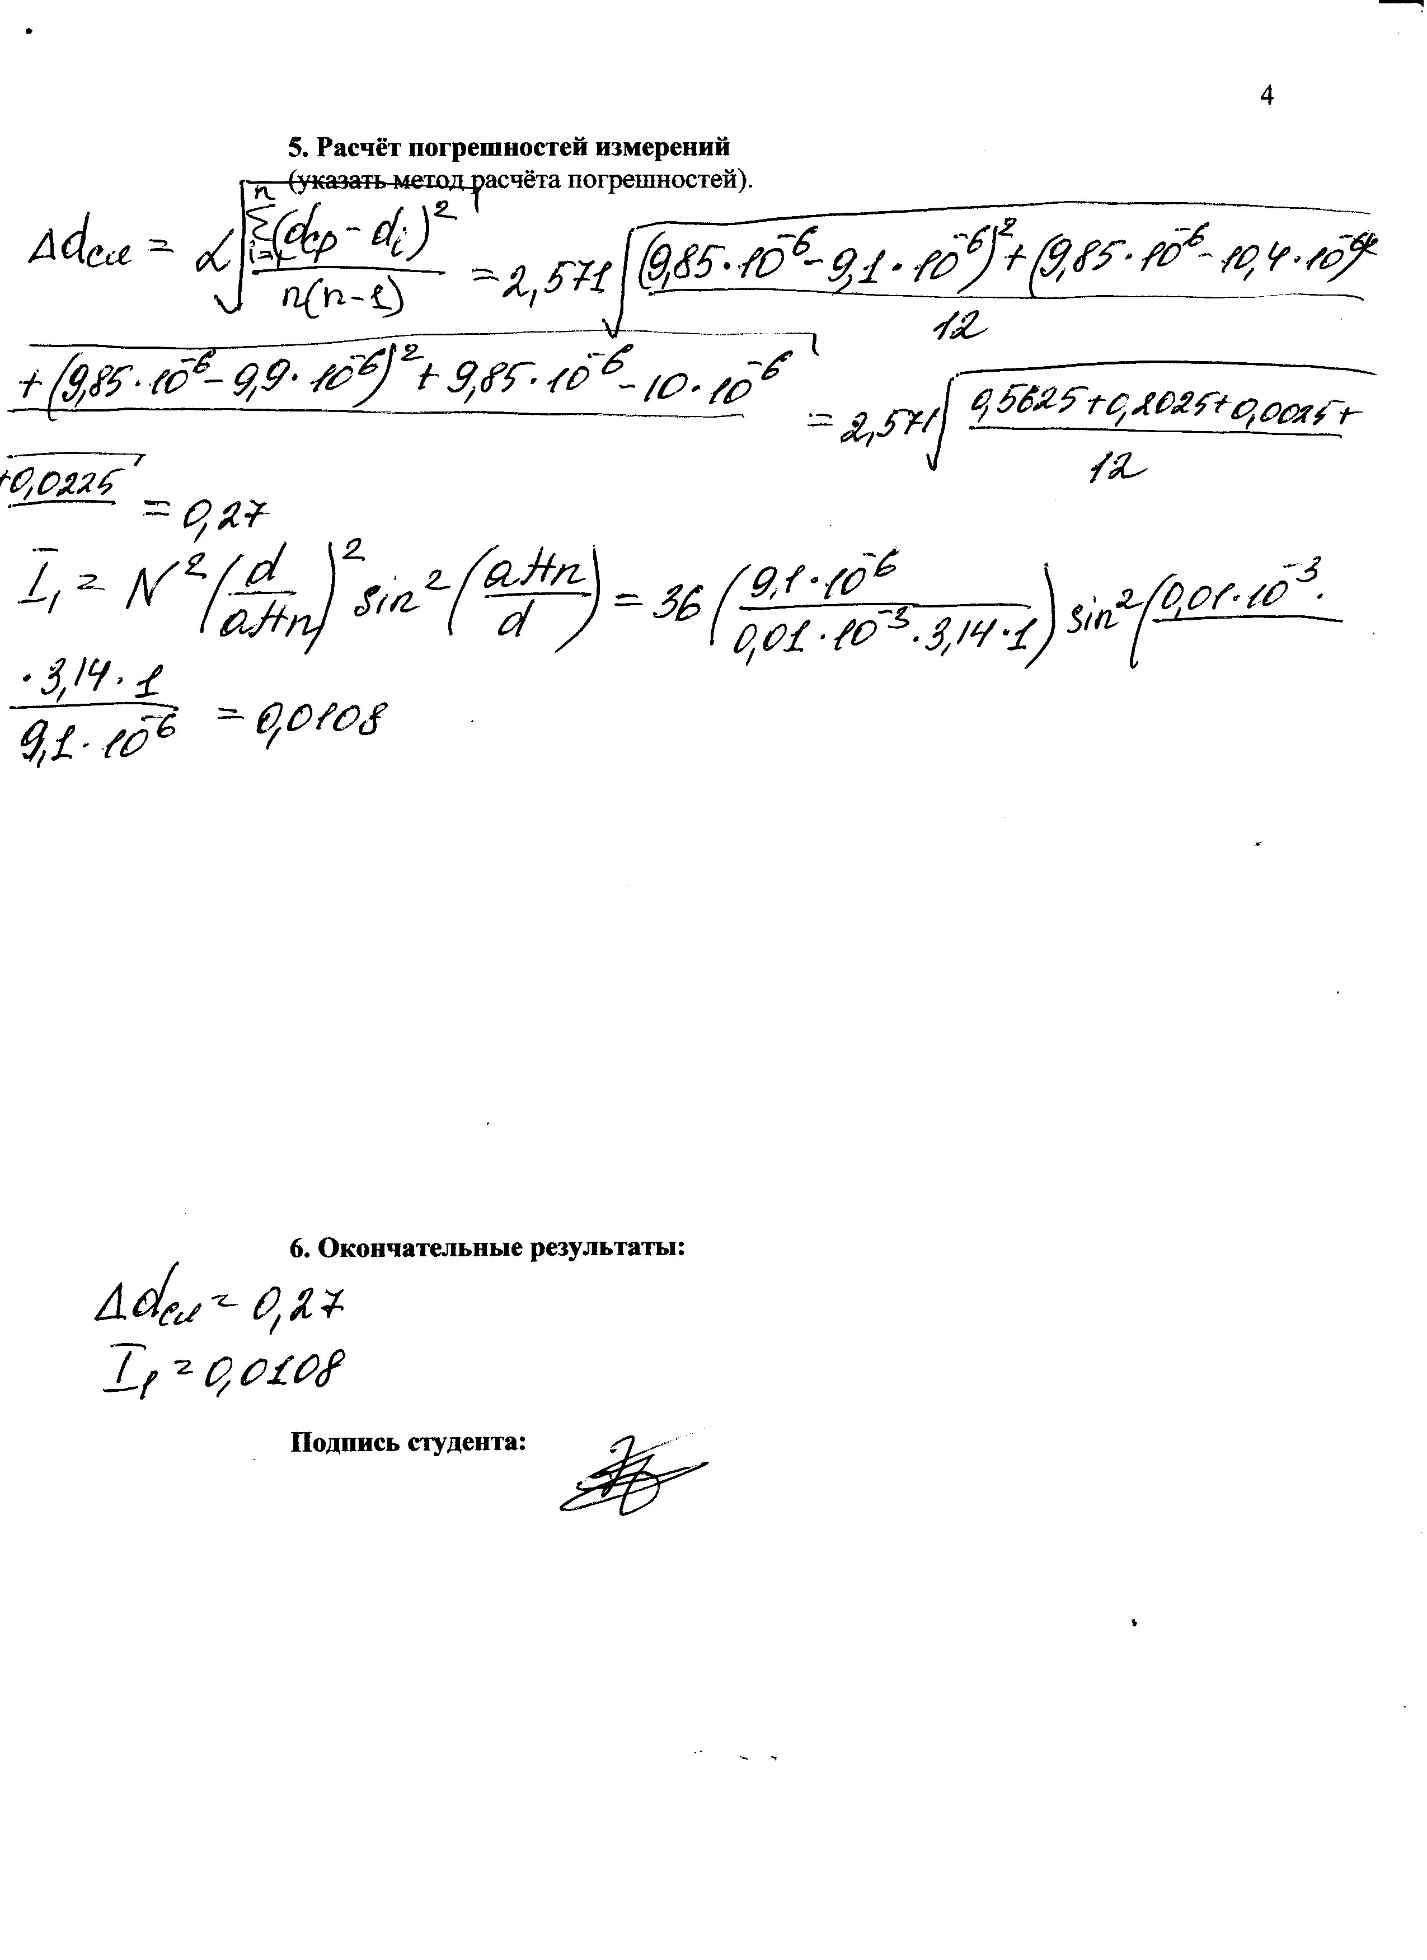 4
5. Расчёт погрешностей измерений
(указать метод расчёта погрешностей).
Δdсл = α√(∑ⁿᵢ₌₁(dср - dᵢ)² / n(n-1)) = 2,571 √((9,85·10⁻⁶ - 9,1·10⁻⁶)² + (9,85·10⁻⁶ - 10,4·10⁻⁶)² / 12
+ (9,85·10⁻⁶ - 9,9·10⁻⁶)² + 9,85·10⁻⁶ - 10·10⁻⁶ = 2,571 √(0,5625+0,2025+0,0025+ / 12
+0,0225 = 0,27
I₁ = N² (d / aπn)² sin² (aπn / d) = 36 (9,1·10⁻⁶ / 0,01·10⁻³·3,14·1) sin² (0,01·10⁻³·
·3,14·1 / 9,1·10⁻⁶ = 0,0108
6. Окончательные результаты:
Δdсл = 0,27
I₁ = 0,0108
Подпись студента: